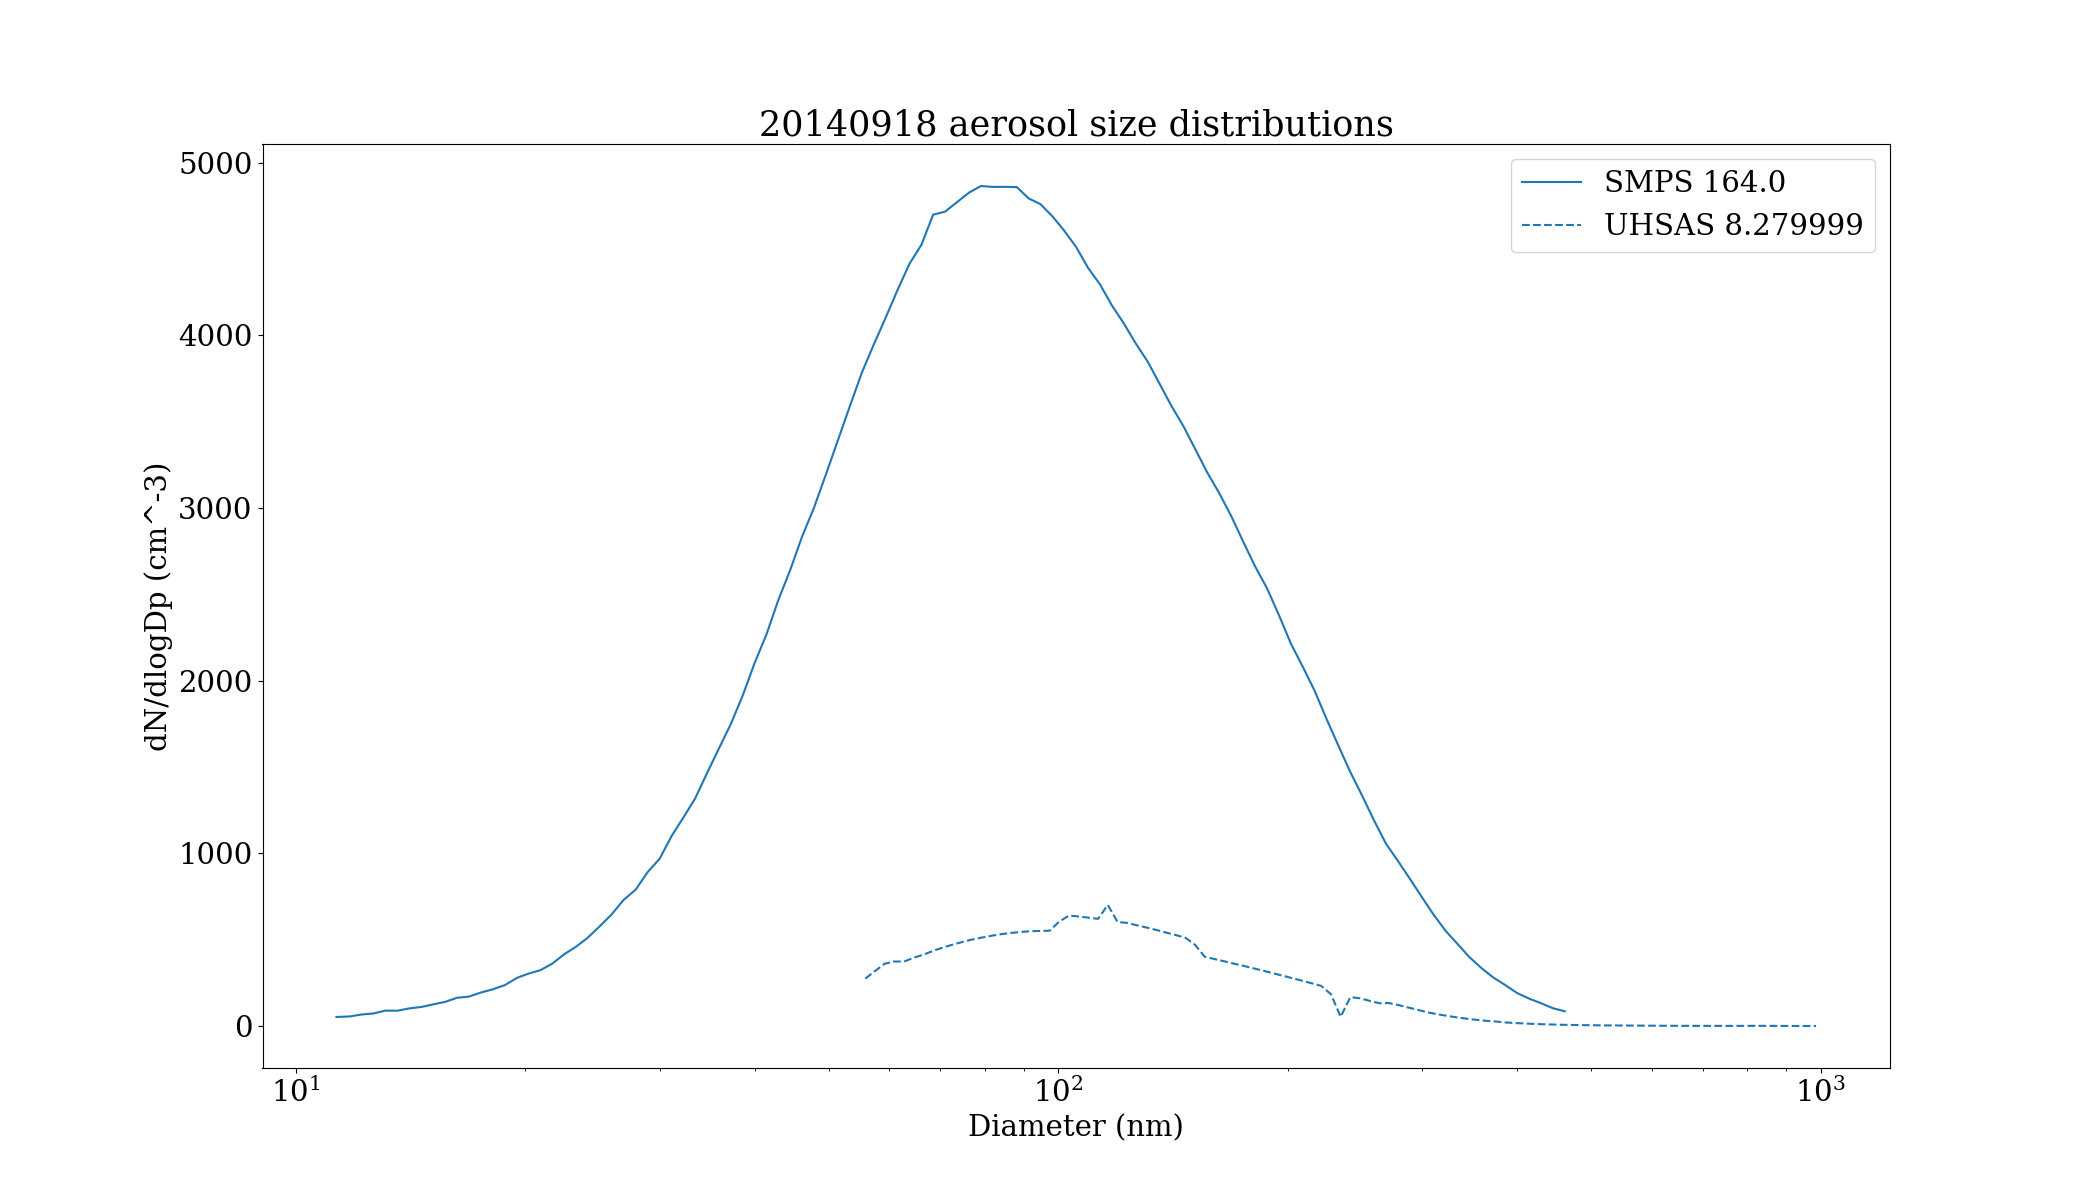 20140918 aerosol size distributions
SMPS 164.0
UHSAS 8.279999
dN/dlogDp (cm^-3)
5000
4000
3000
2000
1000
0
10¹ 10² 10³
Diameter (nm)